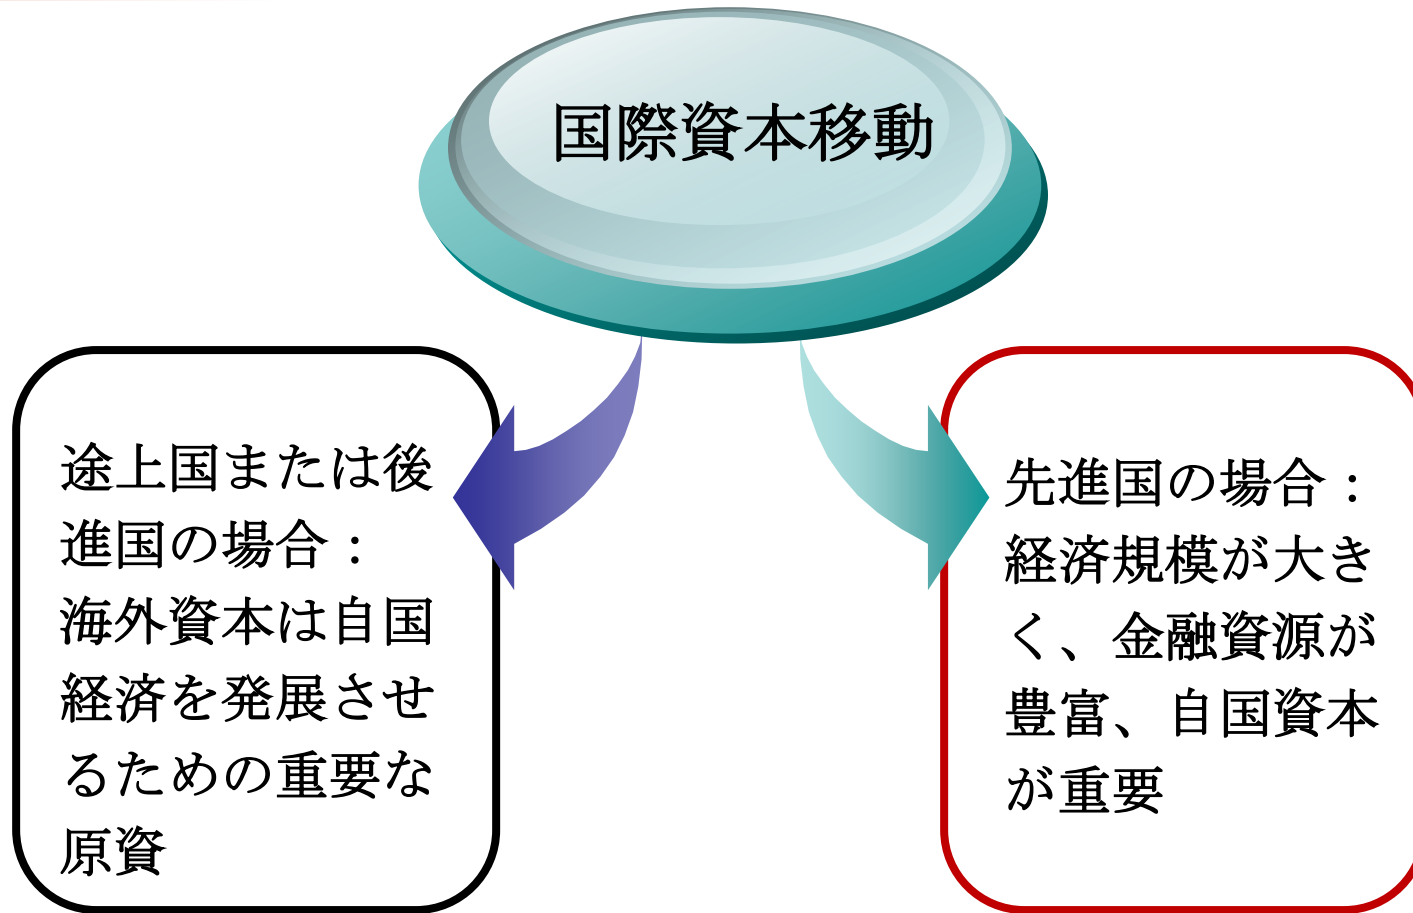 国際資本移動
途上国または後
進国の場合：
海外資本は自国
経済を発展させ
るための重要な
原資
先進国の場合：
経済規模が大き
く、金融資源が
豊富、自国資本
が重要